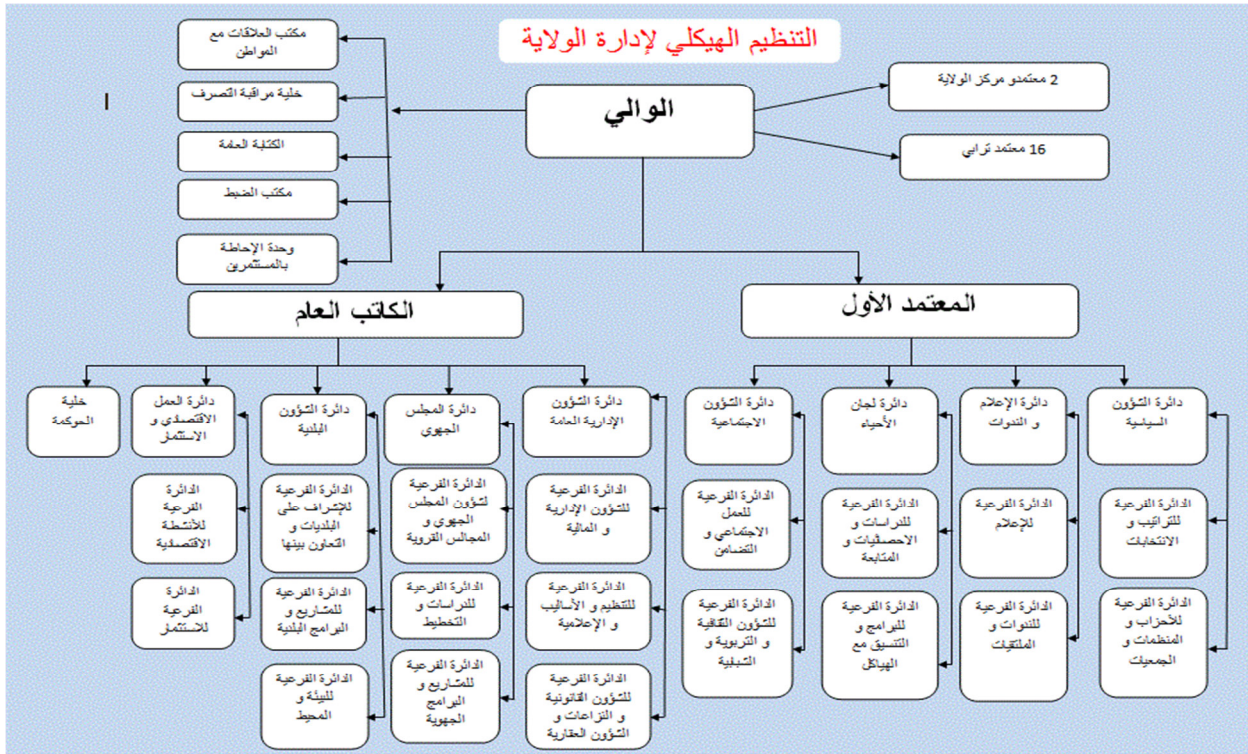 التنظيم الهيكلي لإدارة الولاية
الوالي
2 معتمدو مركز الولاية
16 معتمد ترابي
مكتب العلاقات مع
المواطن
خلية مراقبة التصرف
الكتابة العامة
مكتب الضبط
وحدة الإحاطة
بالمستثمرين
ا
المعتمد الأول
الكاتب العام
دائرة الشؤون
السياسية
الدائرة الفرعية
للتراتيب و
الانتخابات
الدائرة الفرعية
للأحزاب و
المنظمات و
الجمعيات
دائرة الإعلام
و الندوات
الدائرة الفرعية
للإعلام
الدائرة الفرعية
للندوات و
الملتقيات
دائرة لجان
الأحياء
الدائرة الفرعية
للدراسات و
الاحصائيات و
المتابعة
الدائرة الفرعية
للبرامج و
التنسيق مع
الهياكل
دائرة الشؤون
الاجتماعية
الدائرة الفرعية
للعمل
الاجتماعي و
التضامن
الدائرة الفرعية
للشؤون الثقافية
و التربوية و
الشبابية
دائرة الشؤون
الإدارية العامة
الدائرة الفرعية
للشؤون الإدارية
و المالية
الدائرة الفرعية
للتنظيم و الأساليب
و الإعلامية
الدائرة الفرعية
للشؤون القانونية
و النزاعات و
الشؤون العقارية
دائرة المجلس
الجهوي
الدائرة الفرعية
لشؤون المجلس
الجهوي و
المجالس القروية
الدائرة الفرعية
للدراسات و
التخطيط
الدائرة الفرعية
للمشاريع و
البرامج
الجهوية
دائرة الشؤون
البلدية
الدائرة الفرعية
للإشراف على
البلديات و
التعاون بينها
الدائرة الفرعية
للمشاريع و
البرامج البلدية
الدائرة الفرعية
للبيئة و
المحيط
دائرة العمل
الاقتصادي و
الاستثمار
الدائرة
الفرعية
للأنشطة
الاقتصادية
الدائرة
الفرعية
للاستثمار
خلية
الحوكمة